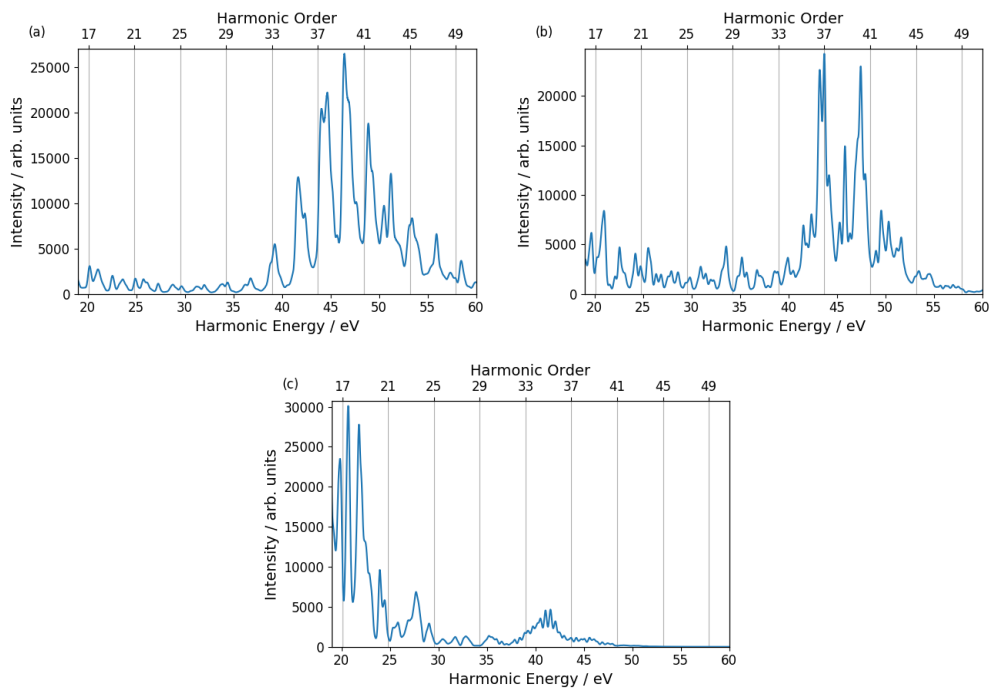 Harmonic Order
(a) 17 21 25 29 33 37 41 45 49
25000
20000
15000
10000
5000
0
Intensity / arb. units
20 25 30 35 40 45 50 55 60
Harmonic Energy / eV
Harmonic Order
(b) 17 21 25 29 33 37 41 45 49
20000
15000
10000
5000
0
Intensity / arb. units
20 25 30 35 40 45 50 55 60
Harmonic Energy / eV
Harmonic Order
(c) 17 21 25 29 33 37 41 45 49
30000
25000
20000
15000
10000
5000
0
Intensity / arb. units
20 25 30 35 40 45 50 55 60
Harmonic Energy / eV